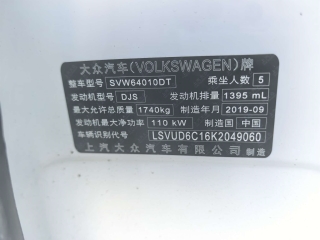 大众汽车(VOLKSWAGEN)牌
整车型号 SVW64010DT 乘坐人数 5
发动机型号 DJS 发动机排量 1395 mL
最大允许总质量 1740kg 制造年月 2019-09
发动机最大净功率 110 kW 制造国 中国
车辆识别代号 LSVUD6C16K2049060
上汽大众汽车有限公司 制造